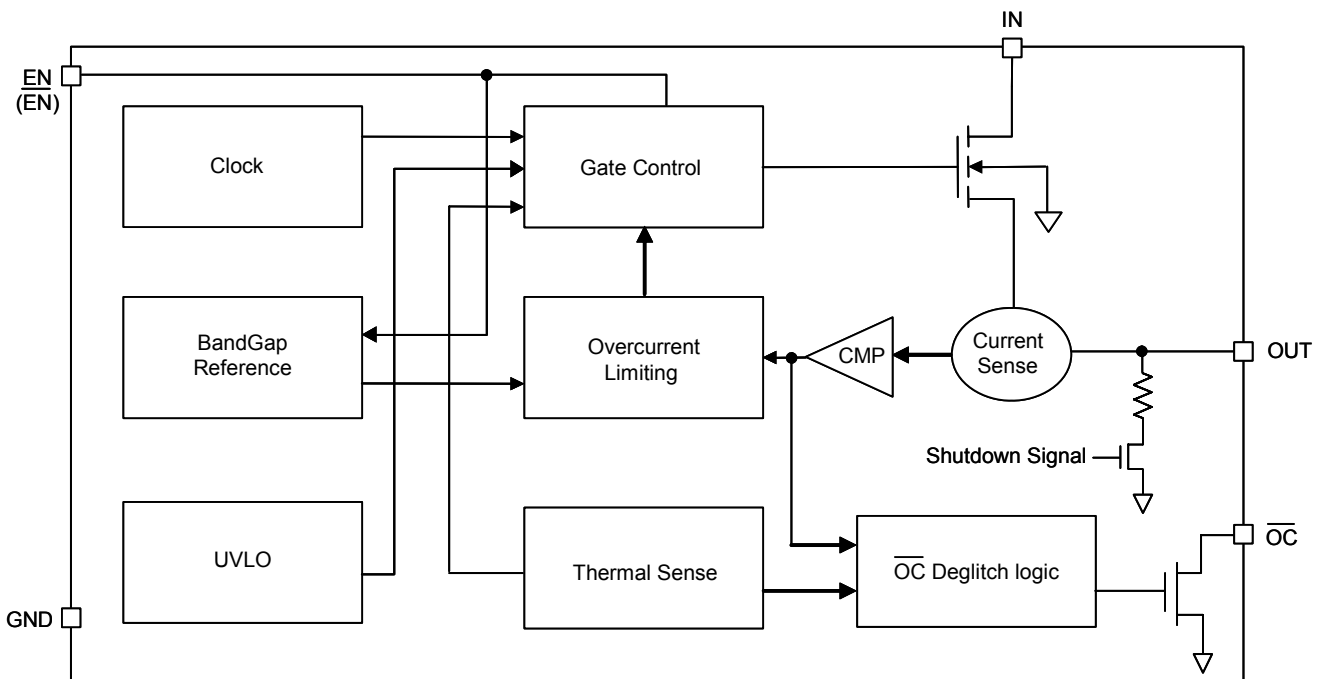 IN
EN
(EN)
Clock
Gate Control
BandGap
Reference
Overcurrent
Limiting
CMP
Current
Sense
OUT
Shutdown Signal
UVLO
Thermal Sense
OC Deglitch logic
OC
GND